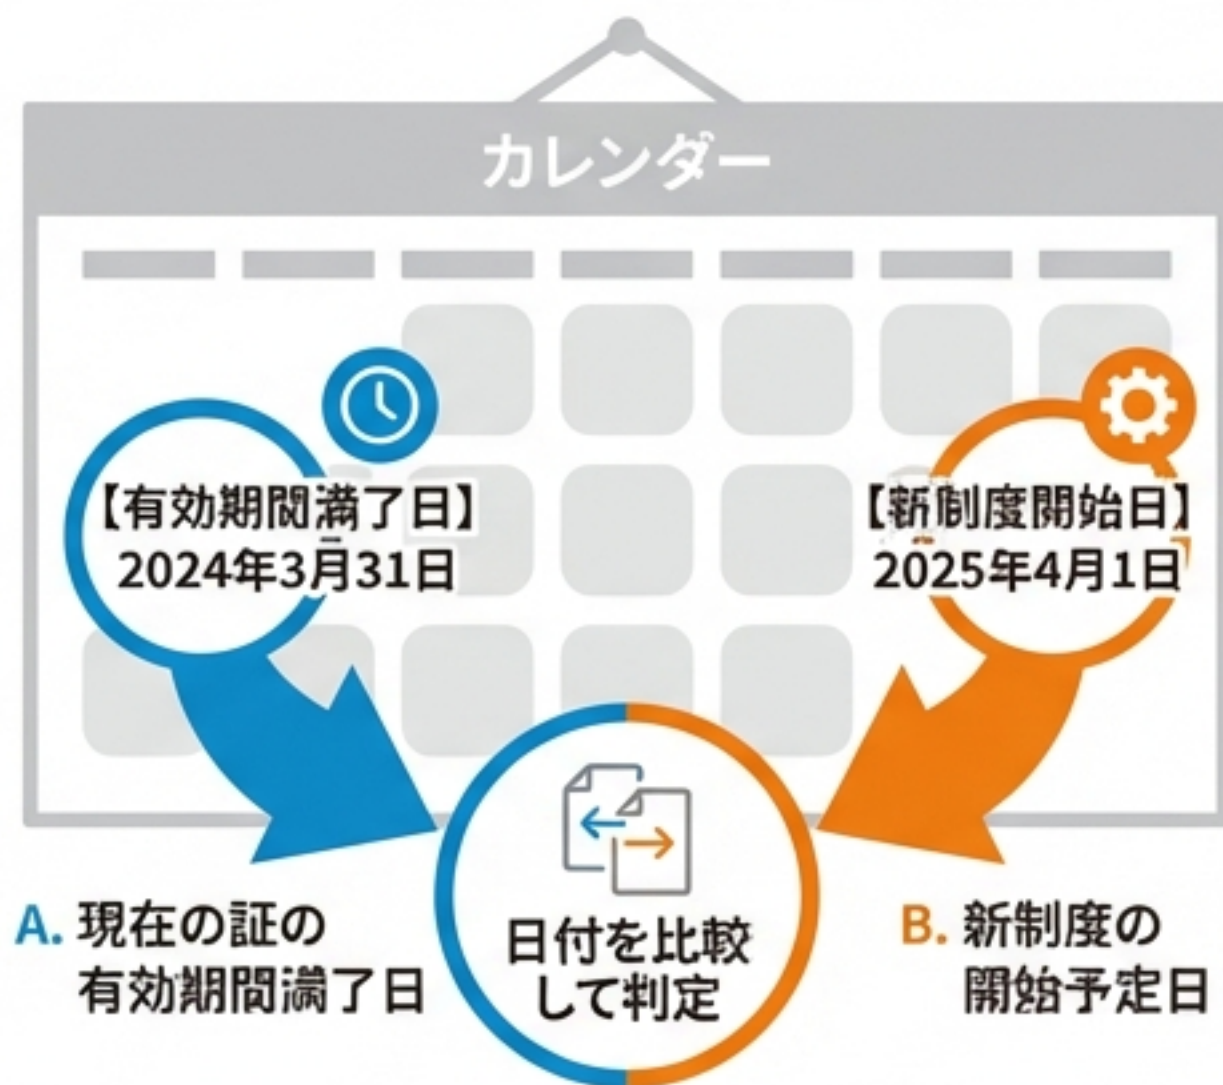 カレンダー
【有効期間満了日】
2024年3月31日
【新制度開始日】
2025年4月1日
日付を比較
して判定
A. 現在の証の
有効期間満了日
B. 新制度の
開始予定日